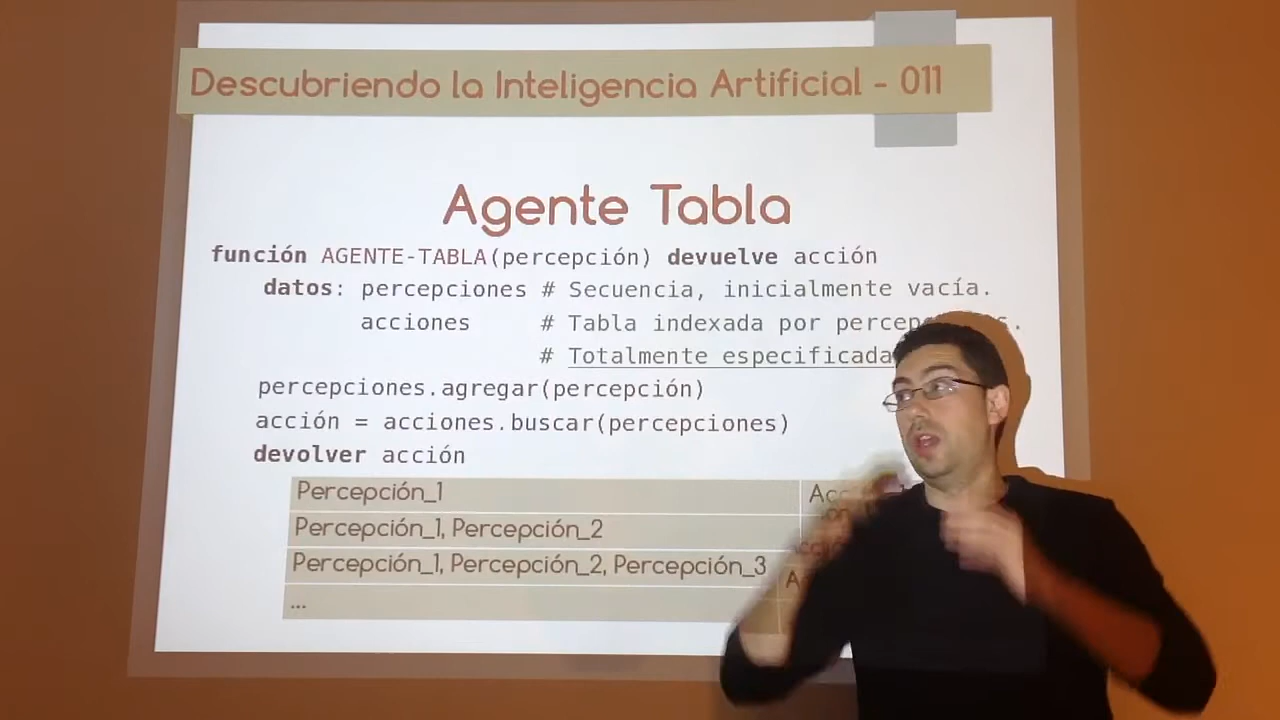 Descubriendo la Inteligencia Artificial - 011
Agente Tabla
función AGENTE-TABLA(percepción) devuelve acción
datos: percepciones # Secuencia, inicialmente vacía.
acciones # Tabla indexada por
# Totalmente especificada
percepciones.agregar(percepción)
acción = acciones.buscar(percepciones)
devolver acción
Percepción_1
Percepción_1, Percepción_2
Percepción_1, Percepción_2, Percepción_3
...